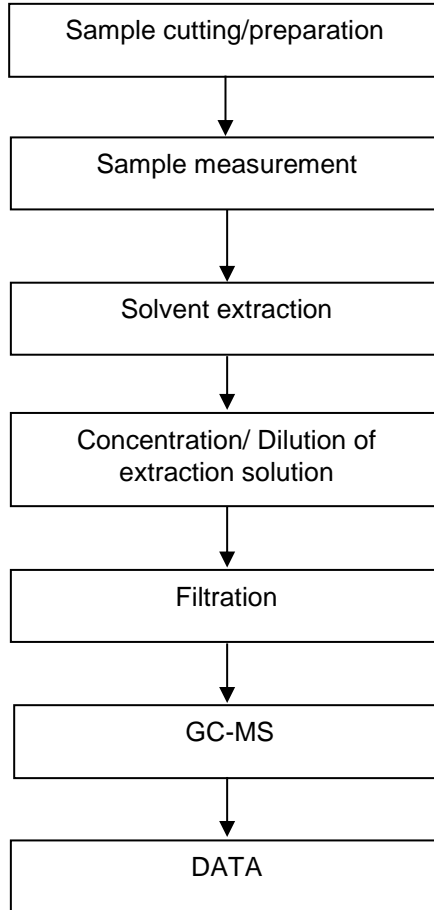 Sample cutting/preparation
Sample measurement
Solvent extraction
Concentration/ Dilution of
extraction solution
Filtration
GC-MS
DATA